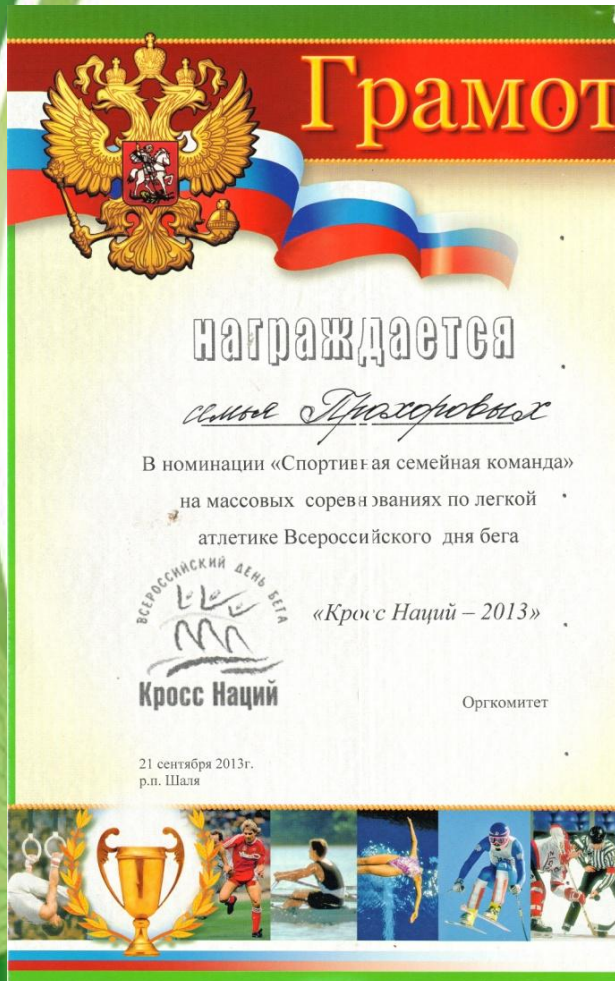 Грамот
награждается
семья Прохоровых
В номинации «Спортивная семейная команда»
на массовых соревнованиях по легкой
атлетике Всероссийского дня бега
ВСЕРОССИЙСКИЙ ДЕНЬ БЕГА
«Кросс Наций – 2013»
Кросс Наций
Оргкомитет
21 сентября 2013г.
р.п. Шаля